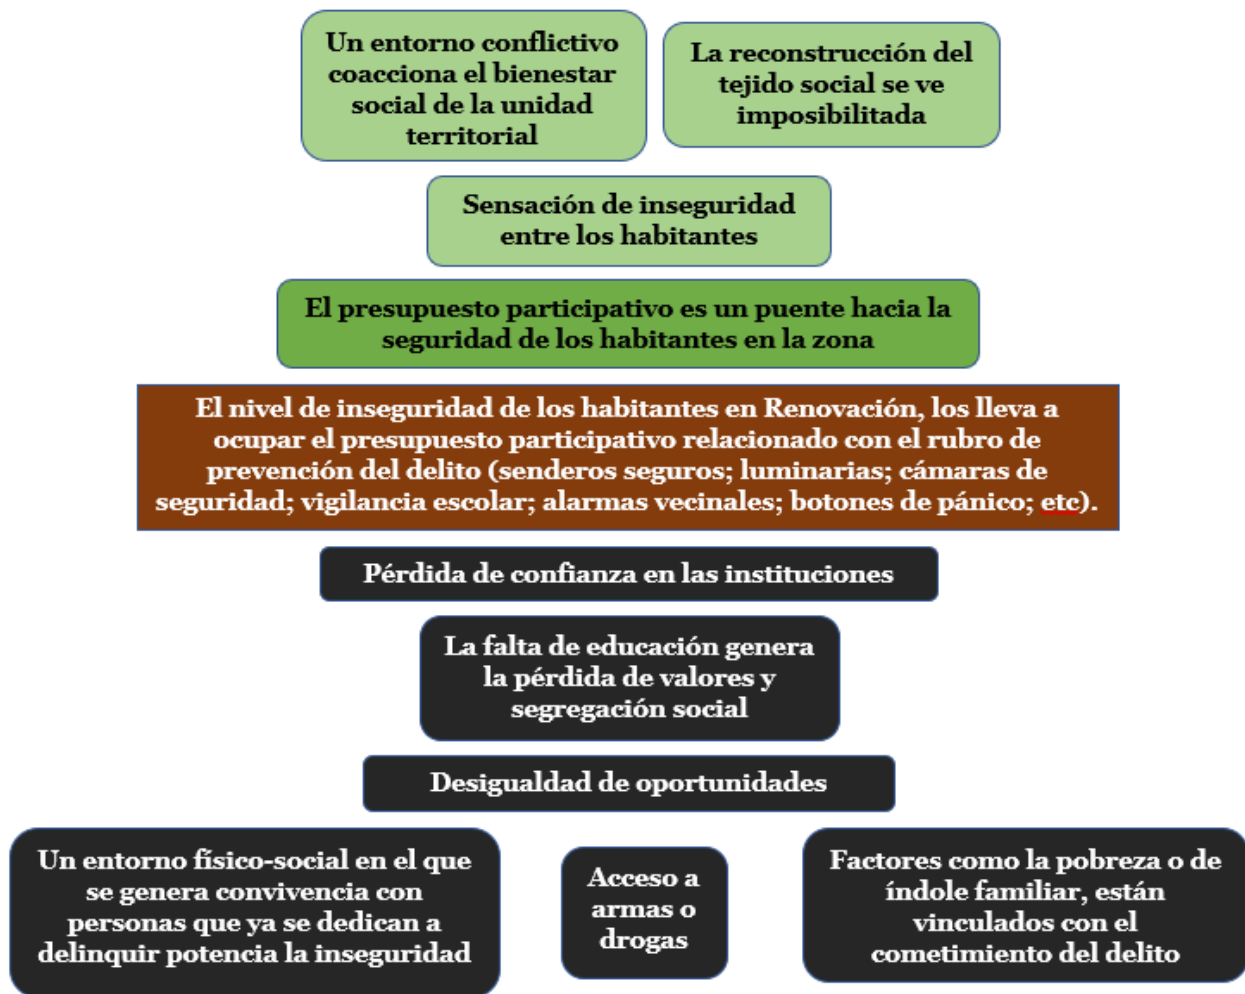 Un entorno conflictivo
coacciona el bienestar
social de la unidad
territorial
La reconstrucción del
tejido social se ve
imposibilitada
Sensación de inseguridad
entre los habitantes
El presupuesto participativo es un puente hacia la
seguridad de los habitantes en la zona
El nivel de inseguridad de los habitantes en Renovación, los lleva a
ocupar el presupuesto participativo relacionado con el rubro de
prevención del delito (senderos seguros; luminarias; cámaras de
seguridad; vigilancia escolar; alarmas vecinales; botones de pánico; etc).
Pérdida de confianza en las instituciones
La falta de educación genera
la pérdida de valores y
segregación social
Desigualdad de oportunidades
Un entorno físico-social en el que
se genera convivencia con
personas que ya se dedican a
delinquir potencia la inseguridad
Acceso a
armas o
drogas
Factores como la pobreza o de
índole familiar, están
vinculados con el
cometimiento del delito